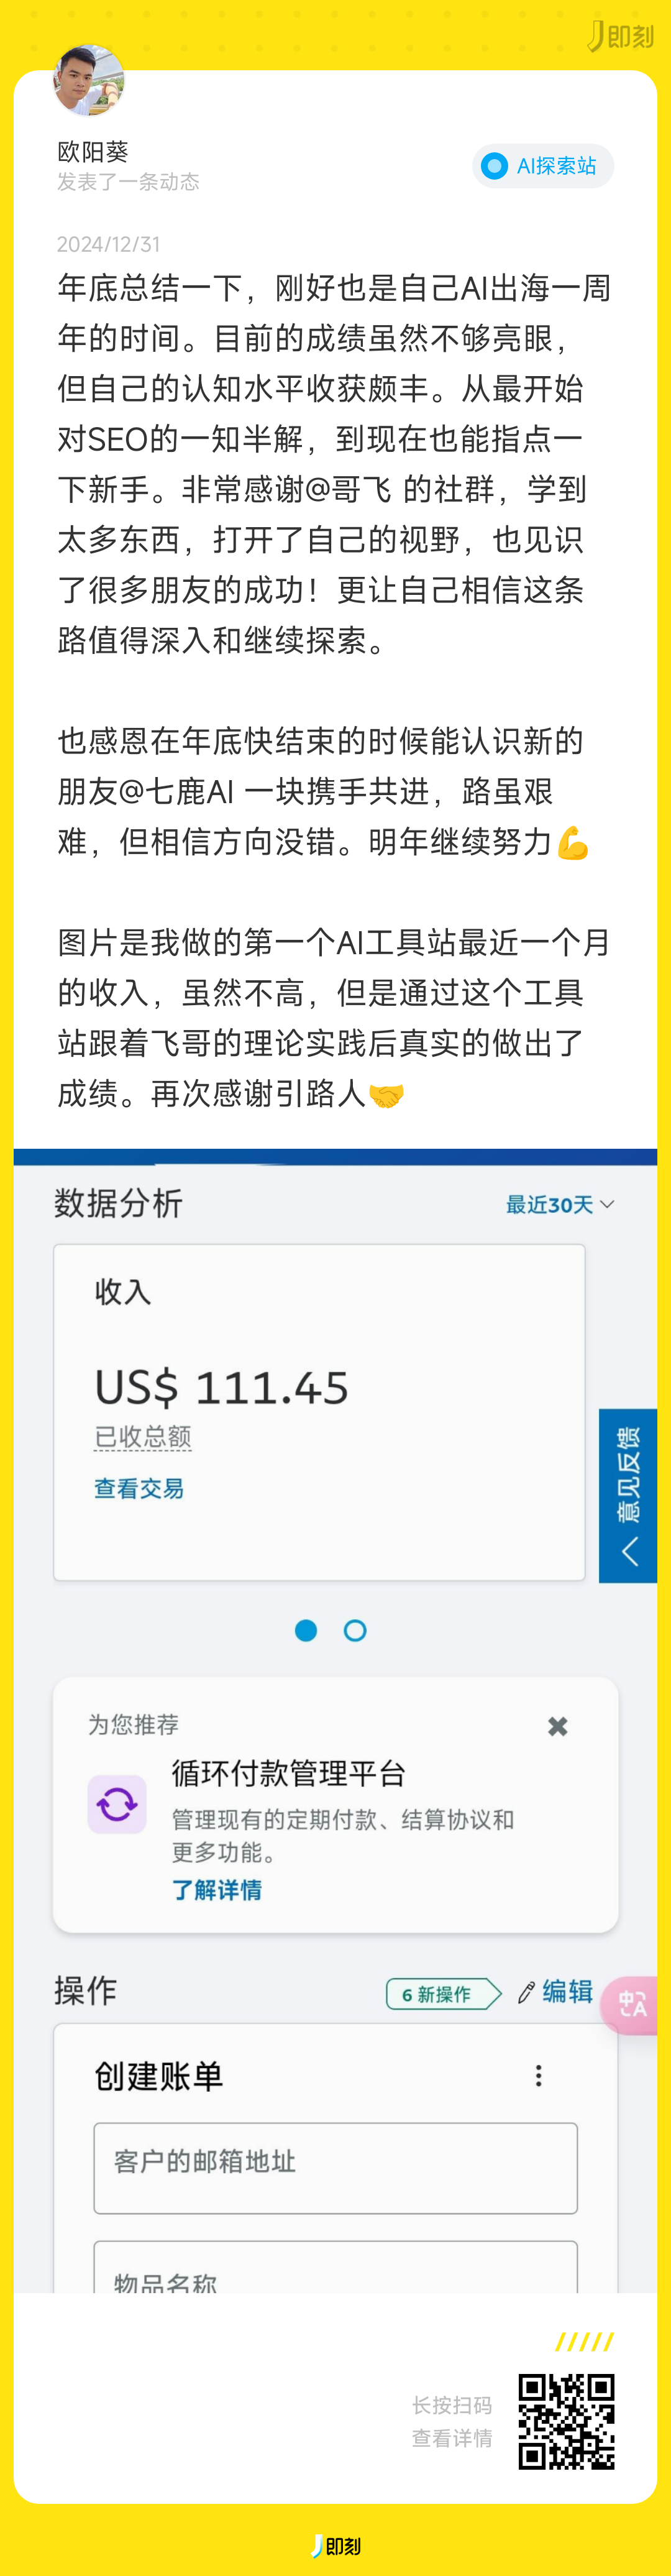 即刻
欧阳葵
发表了一条动态
AI探索站
2024/12/31
年底总结一下，刚好也是自己AI出海一周
年的时间。目前的成绩虽然不够亮眼，
但自己的认知水平收获颇丰。从最开始
对SEO的一知半解，到现在也能指点一
下新手。非常感谢@哥飞 的社群，学到
太多东西，打开了自己的视野，也见识
了很多朋友的成功！更让自己相信这条
路值得深入和继续探索。
也感恩在年底快结束的时候能认识新的
朋友@七鹿AI 一块携手共进，路虽艰
难，但相信方向没错。明年继续努力💪
图片是我做的第一个AI工具站最近一个月
的收入，虽然不高，但是通过这个工具
站跟着飞哥的理论实践后真实的做出了
成绩。再次感谢引路人🤝
数据分析
最近30天
收入
US$ 111.45
已收总额
查看交易
意见反馈
为您推荐
循环付款管理平台
管理现有的定期付款、结算协议和
更多功能。
了解详情
操作
6 新操作
编辑
中A
创建账单
客户的邮箱地址
物品名称
长按扫码
查看详情
即刻